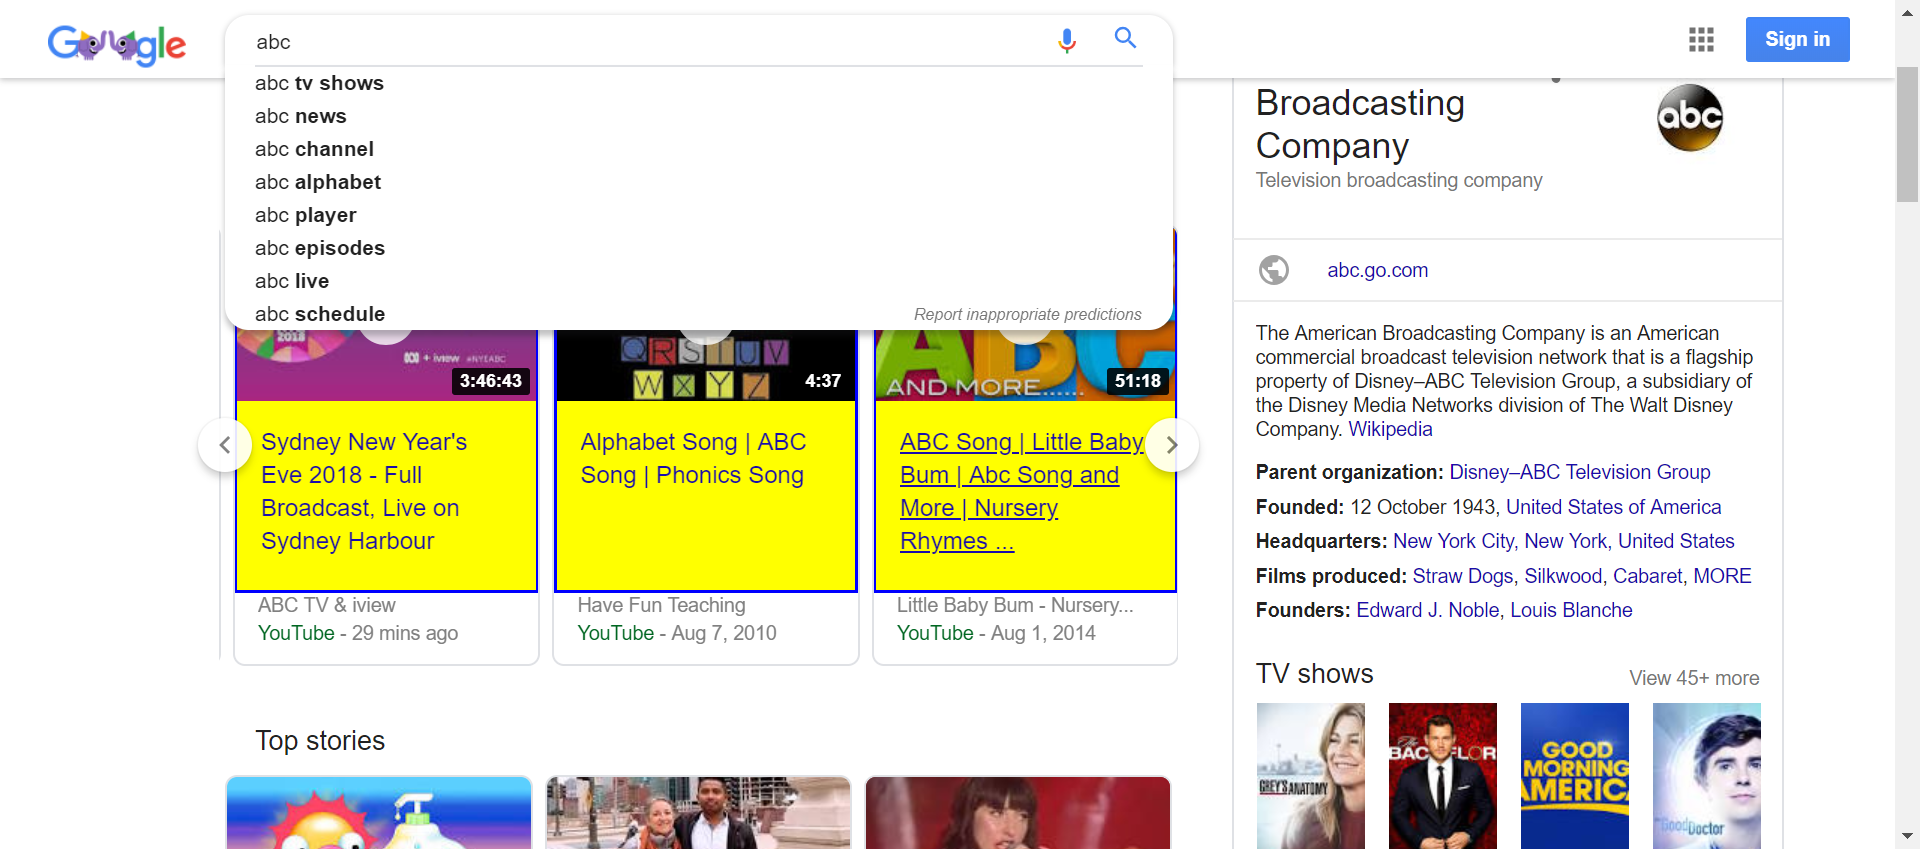 Google
abc
Sign in
abc tv shows
abc news
abc channel
abc alphabet
abc player
abc episodes
abc live
abc schedule
Report inappropriate predictions
2018
+ iview #NYEABC
3:46:43
QRSTUV
WXYZ
4:37
ABC
AND MORE......
51:18
Sydney New Year's
Eve 2018 - Full
Broadcast, Live on
Sydney Harbour
ABC TV & iview
YouTube - 29 mins ago
Alphabet Song | ABC
Song | Phonics Song
Have Fun Teaching
YouTube - Aug 7, 2010
ABC Song | Little Baby
Bum | Abc Song and
More | Nursery
Rhymes ...
Little Baby Bum - Nursery...
YouTube - Aug 1, 2014
Top stories
Broadcasting
Company
abc
Television broadcasting company
abc.go.com
The American Broadcasting Company is an American
commercial broadcast television network that is a flagship
property of Disney–ABC Television Group, a subsidiary of
the Disney Media Networks division of The Walt Disney
Company. Wikipedia
Parent organization: Disney–ABC Television Group
Founded: 12 October 1943, United States of America
Headquarters: New York City, New York, United States
Films produced: Straw Dogs, Silkwood, Cabaret, MORE
Founders: Edward J. Noble, Louis Blanche
TV shows
View 45+ more
GREY'S ANATOMY
The
BACHELOR
GOOD
MORNING
AMERICA
the Good Doctor